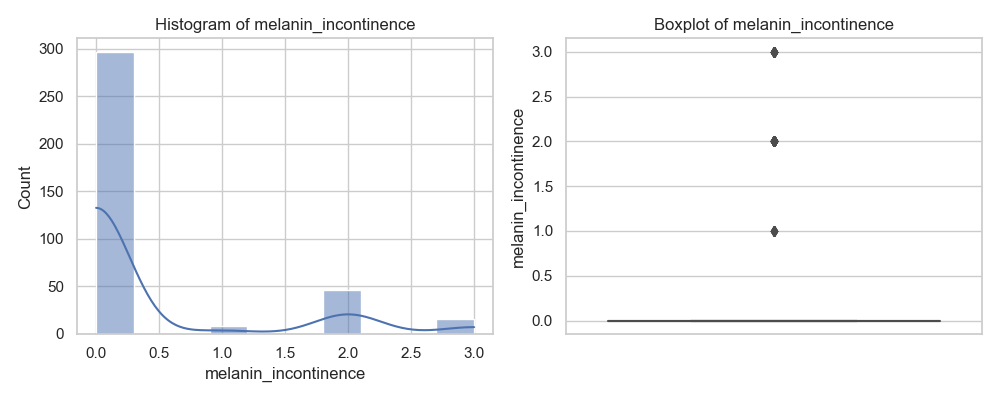 Histogram of melanin_incontinence
300
250
200
150
100
50
0
Count
0.0 0.5 1.0 1.5 2.0 2.5 3.0
melanin_incontinence
Boxplot of melanin_incontinence
3.0
2.5
2.0
1.5
1.0
0.5
0.0
melanin_incontinence